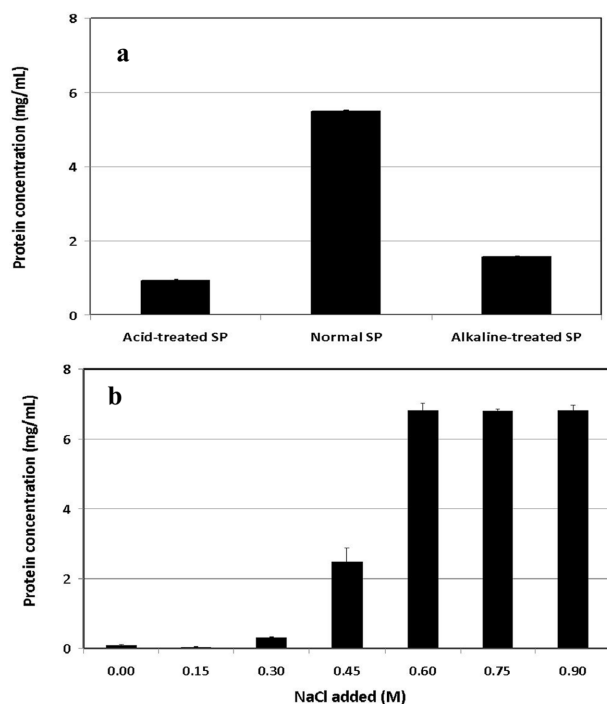 8
a
6
4
2
0
Protein concentration (mg/mL)
Acid-treated SP Normal SP Alkaline-treated SP
8
b
6
4
2
0
Protein concentration (mg/mL)
0.00 0.15 0.30 0.45 0.60 0.75 0.90
NaCl added (M)